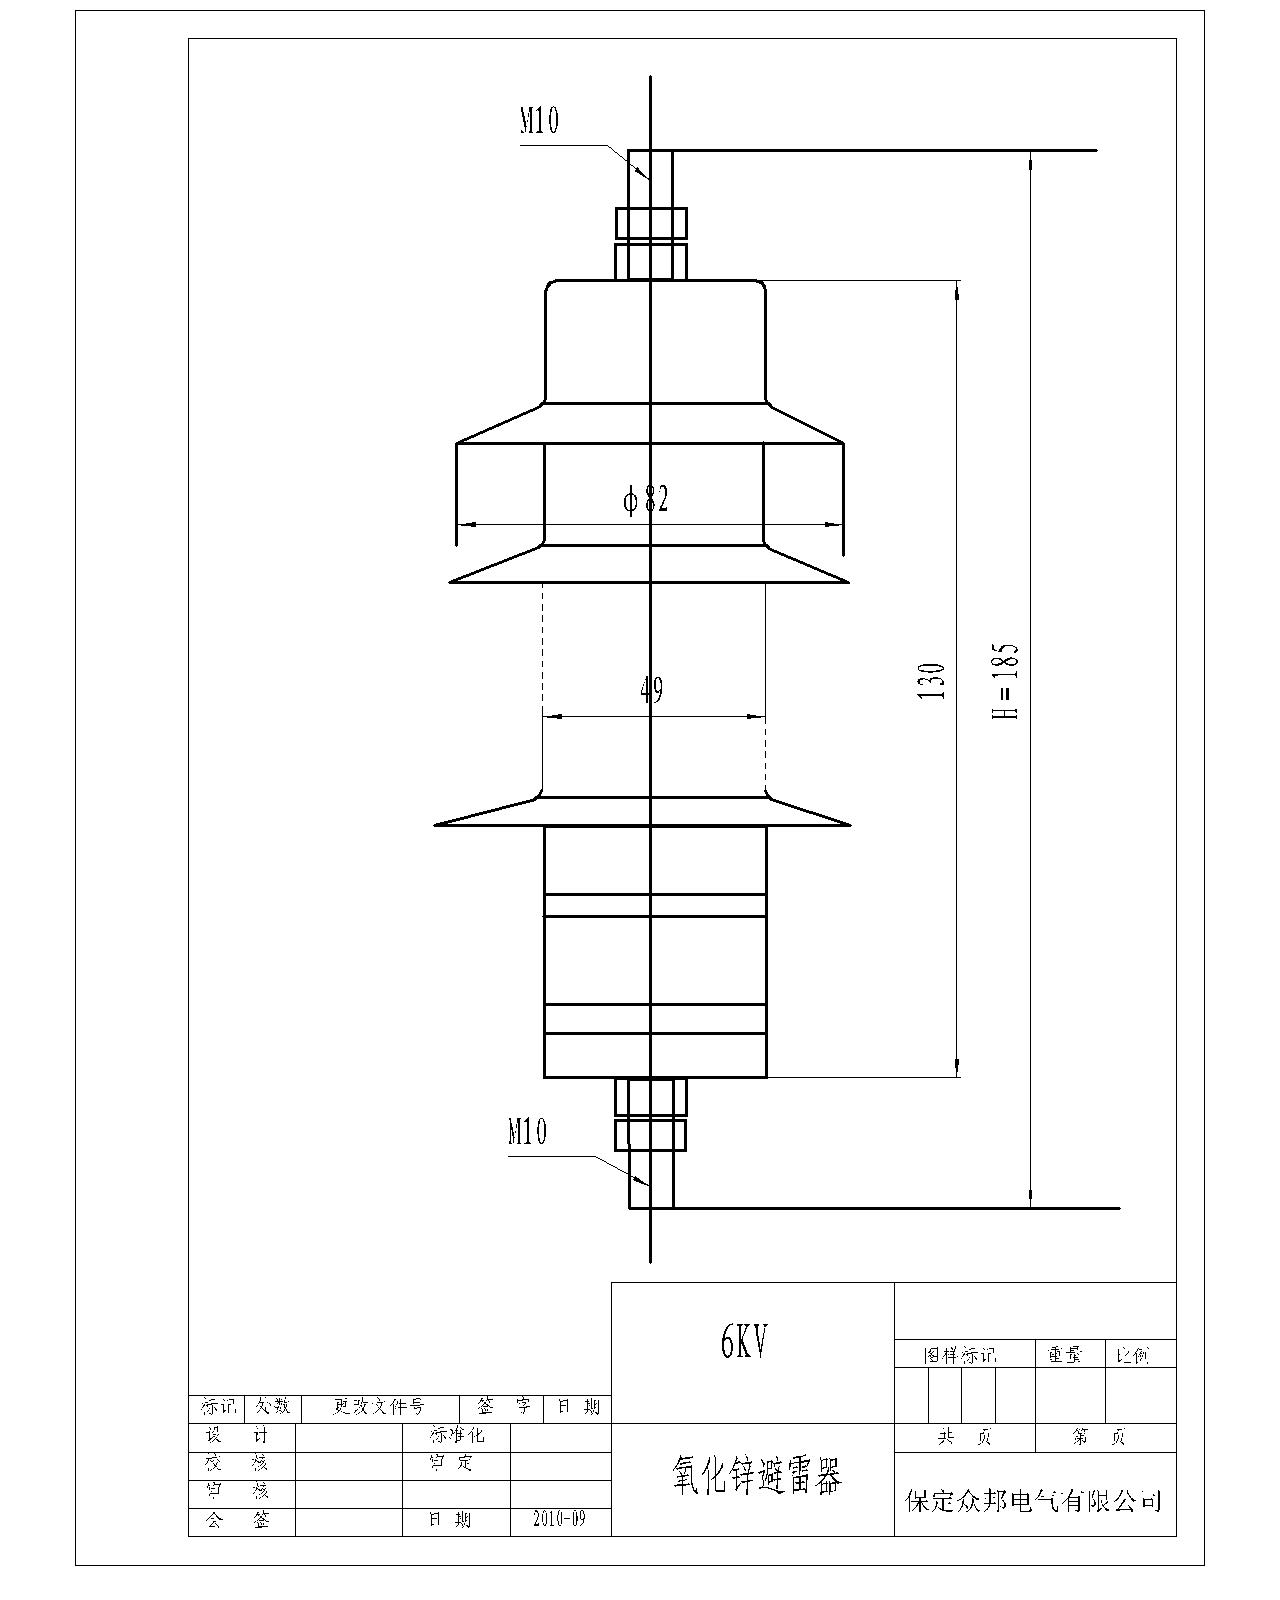 M10
φ82
49
130
H=185
M10
6KV
图样标记 重量 比例
标记 处数 更改文件号 签 字 日 期
设 计 标准化
共 页 第 页
校 核 审 定
氧化锌避雷器
审 核
保定众邦电气有限公司
会 签 日 期 2010-09